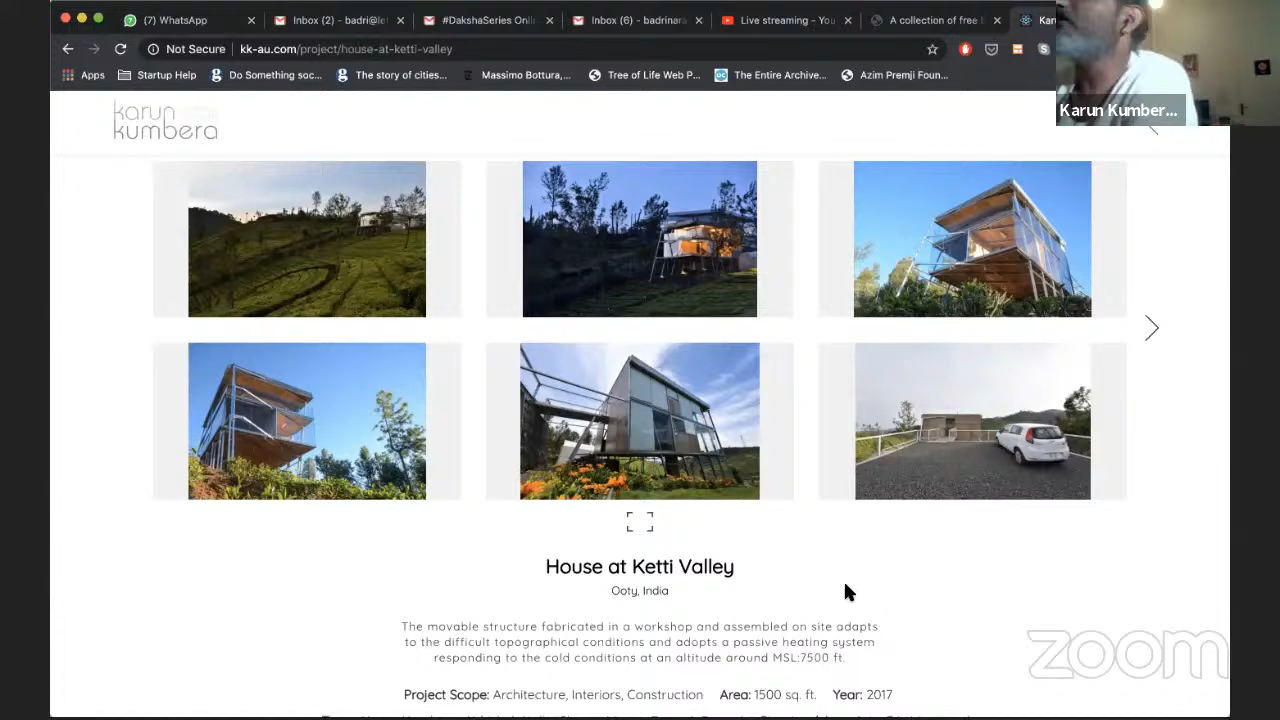 (7) WhatsApp
Inbox (2) - badri@le
#DakshaSeries Onli
Inbox (6) - badrinara
Live streaming - You
A collection of free
Kar
Not Secure
kk-au.com/project/house-at-ketti-valley
Apps
Startup Help
Do Something soc...
The story of cities...
Massimo Bottura,...
Tree of Life Web P...
The Entire Archive...
Azim Premji Foun...
Karun Kumber...
karun
kumbera
House at Ketti Valley
Ooty, India
The movable structure fabricated in a workshop and assembled on site adapts
to the difficult topographical conditions and adopts a passive heating system
responding to the cold conditions at an altitude around MSL:7500 ft.
Project Scope: Architecture, Interiors, Construction Area: 1500 sq. ft. Year: 2017
zoom